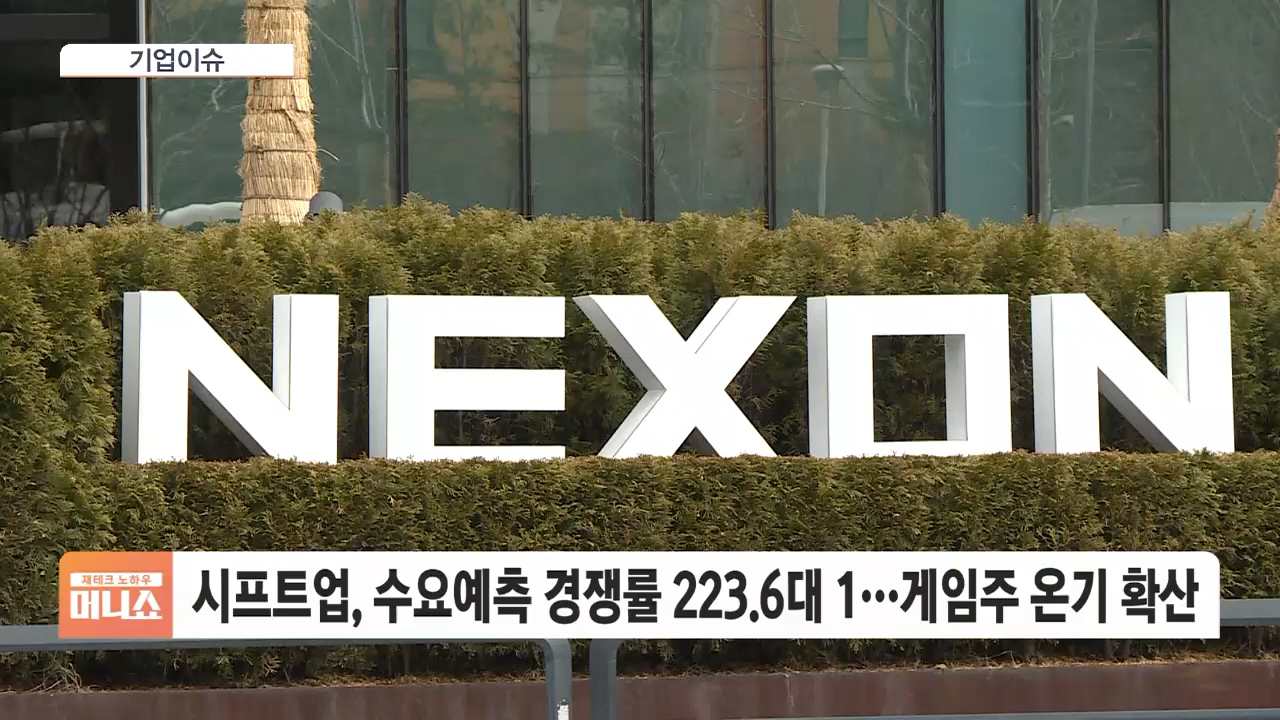 기업이슈
NEXON
재테크 노하우
머니쇼
시프트업, 수요예측 경쟁률 223.6대 1…게임주 온기 확산